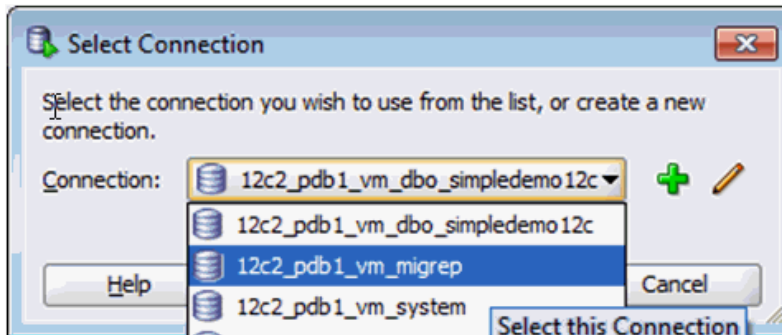 Select Connection
Select the connection you wish to use from the list, or create a new
connection.
Connection:
12c2_pdb1_vm_dbo_simpledemo12c
12c2_pdb1_vm_dbo_simpledemo12c
12c2_pdb1_vm_migrep
Help
Cancel
12c2_pdb1_vm_system
Select this Connection